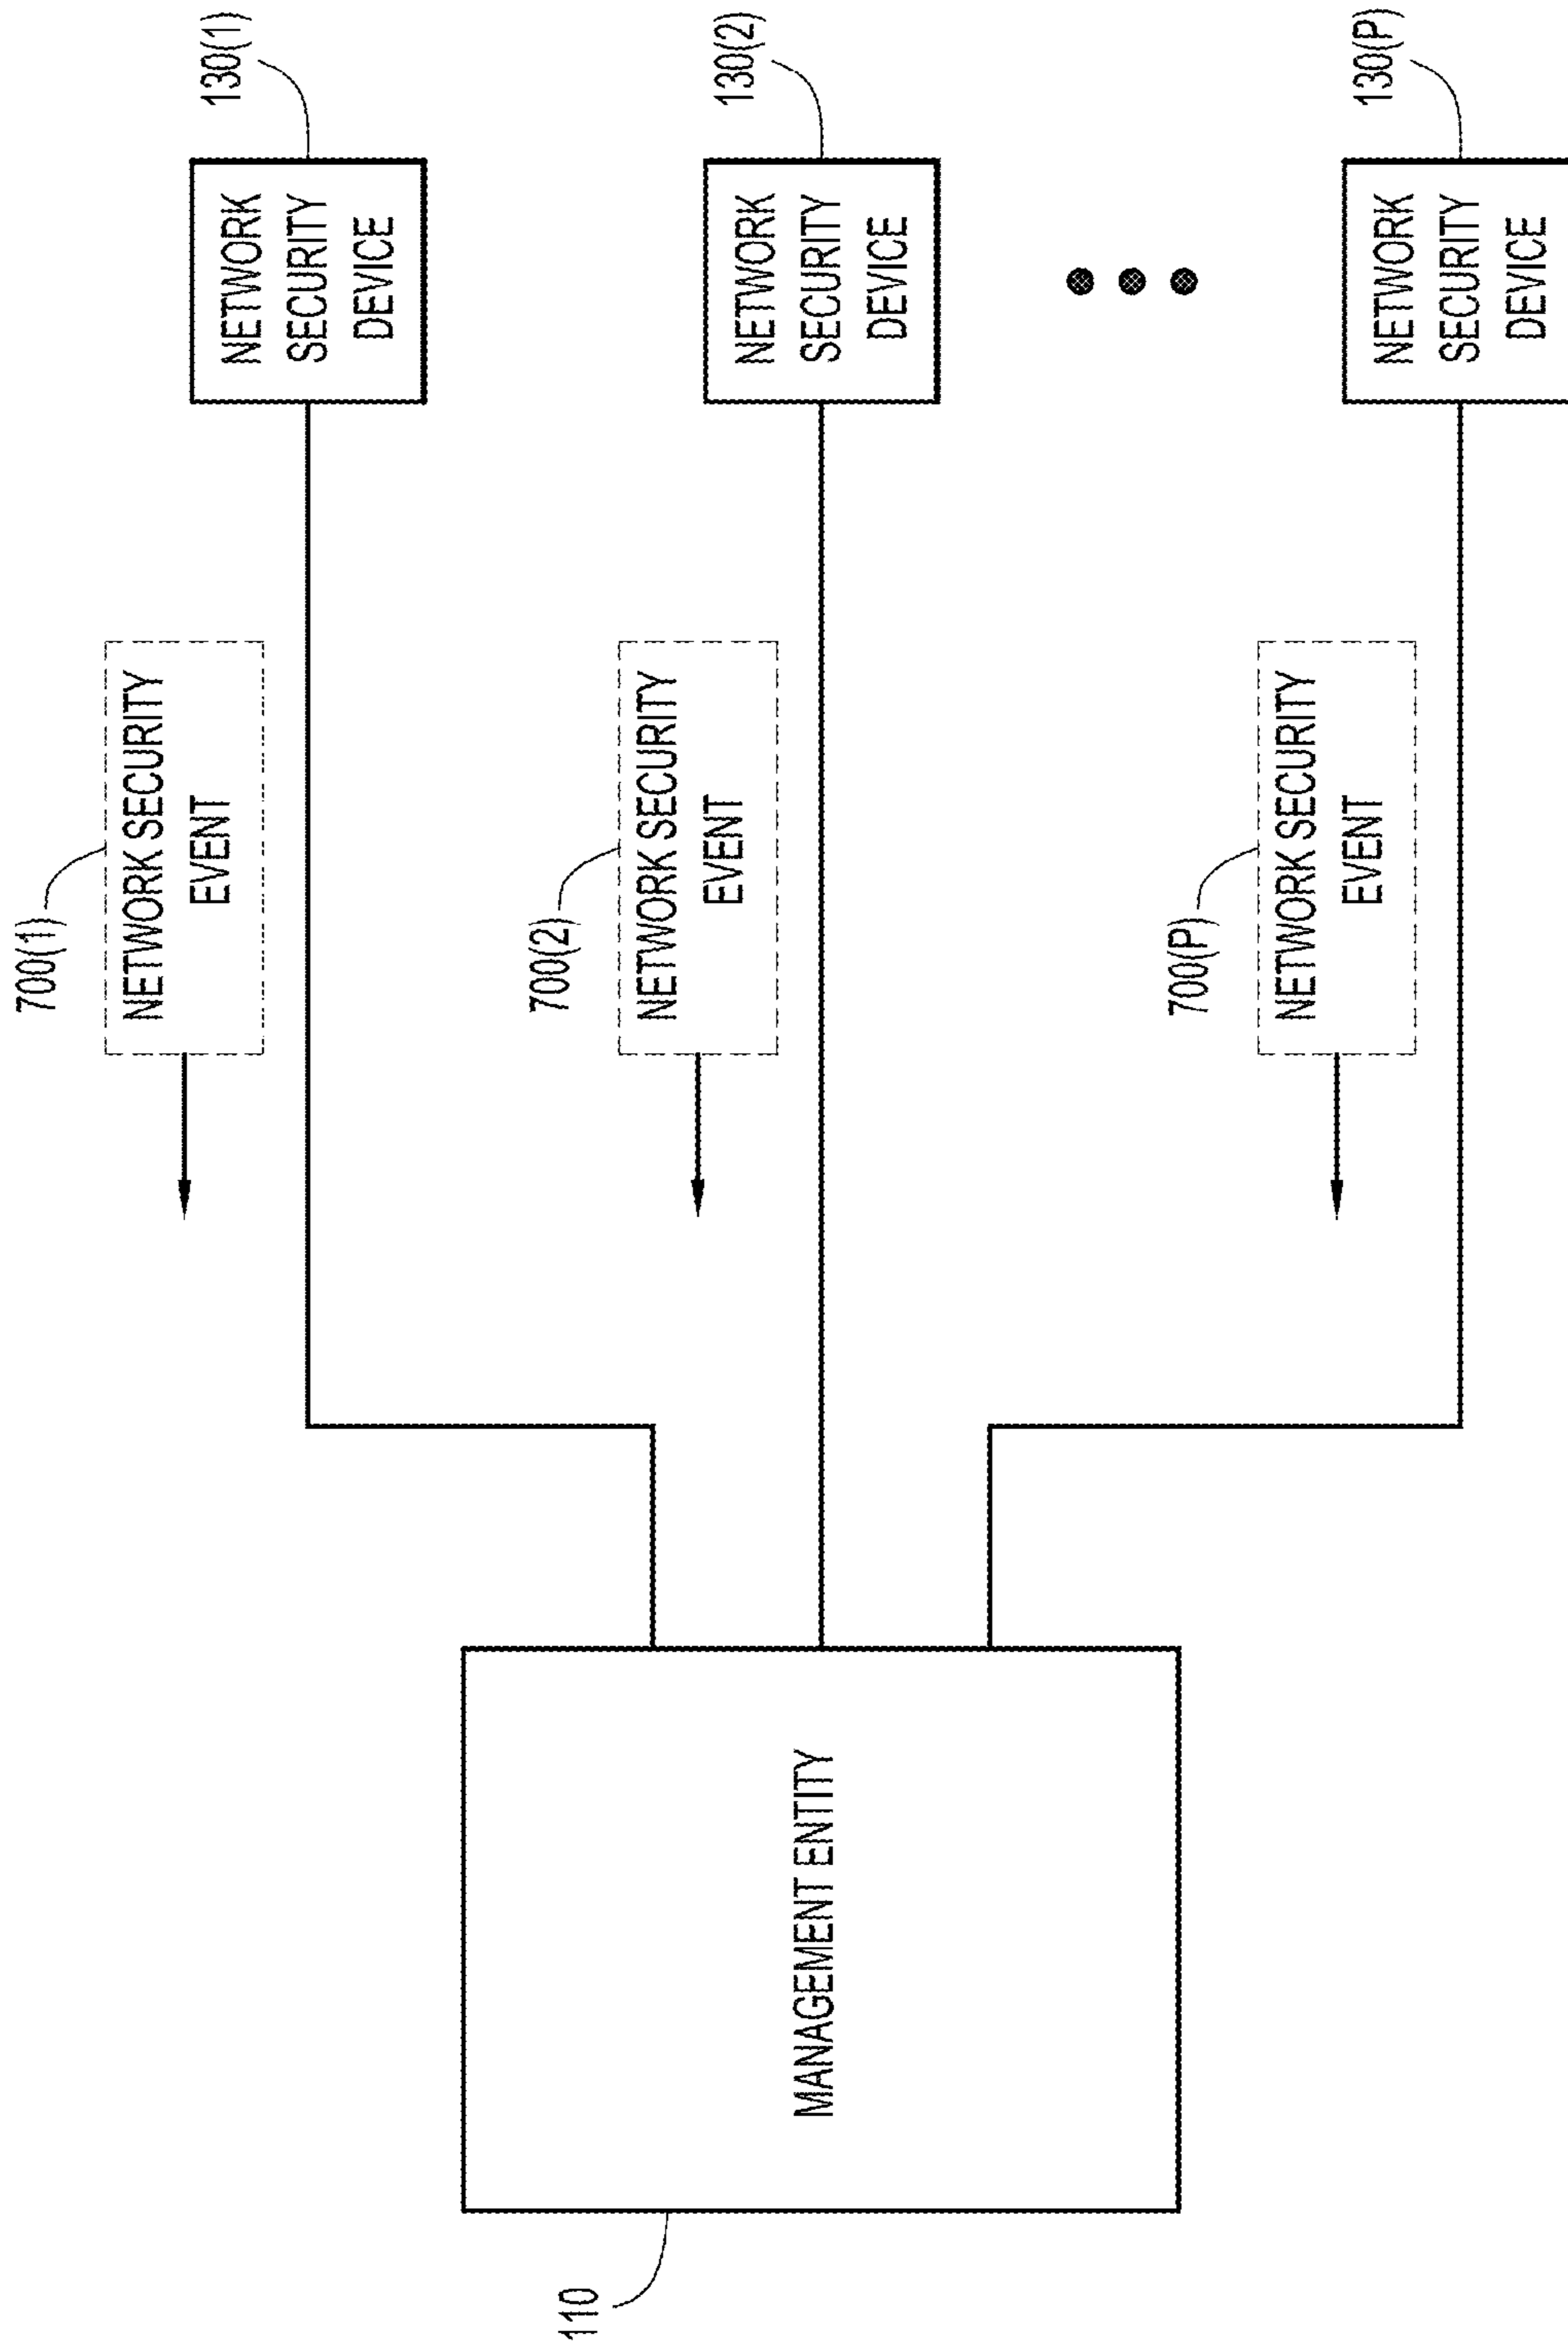 700(1)
NETWORK SECURITY
EVENT
NETWORK
SECURITY
DEVICE
130(1)
700(2)
NETWORK SECURITY
EVENT
NETWORK
SECURITY
DEVICE
130(2)
110
MANAGEMENT ENTITY
700(P)
NETWORK SECURITY
EVENT
NETWORK
SECURITY
DEVICE
130(P)